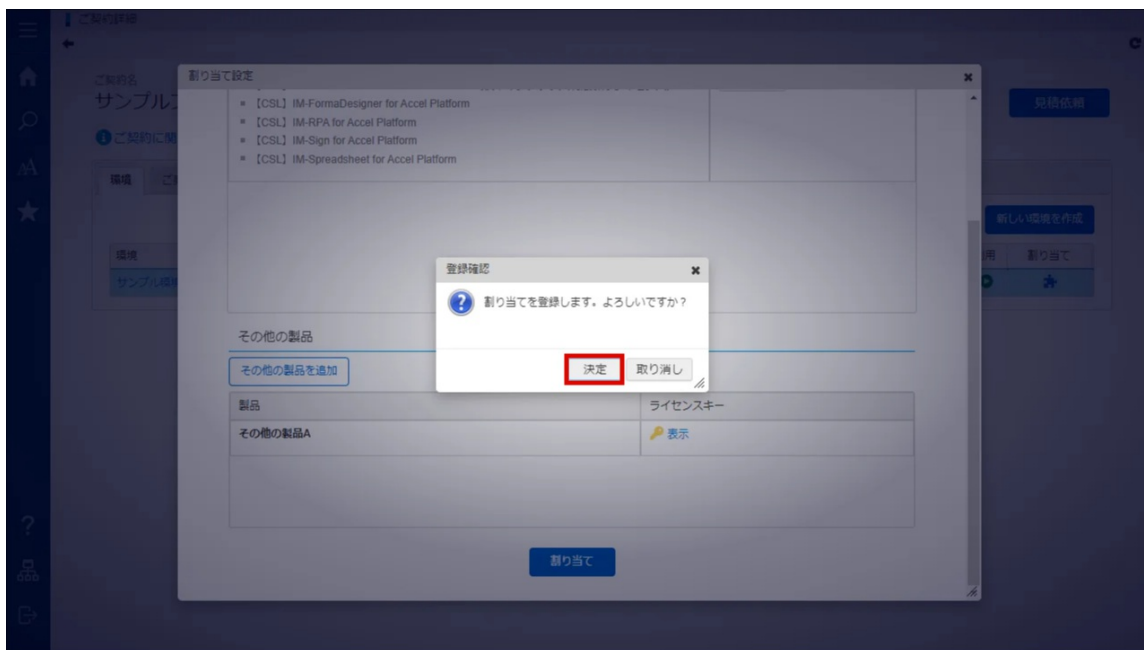 ご契約詳細
割り当て設定
ご契約名
サンプル
見積依頼
【CSL】IM-FormaDesigner for Accel Platform
【CSL】IM-RPA for Accel Platform
【CSL】IM-Sign for Accel Platform
【CSL】IM-Spreadsheet for Accel Platform
ご契約に関
環境
新しい環境を作成
環境
割り当て
サンプル環境
登録確認
割り当てを登録します。よろしいですか？
決定
取り消し
その他の製品
その他の製品を追加
製品
ライセンスキー
その他の製品A
表示
割り当て